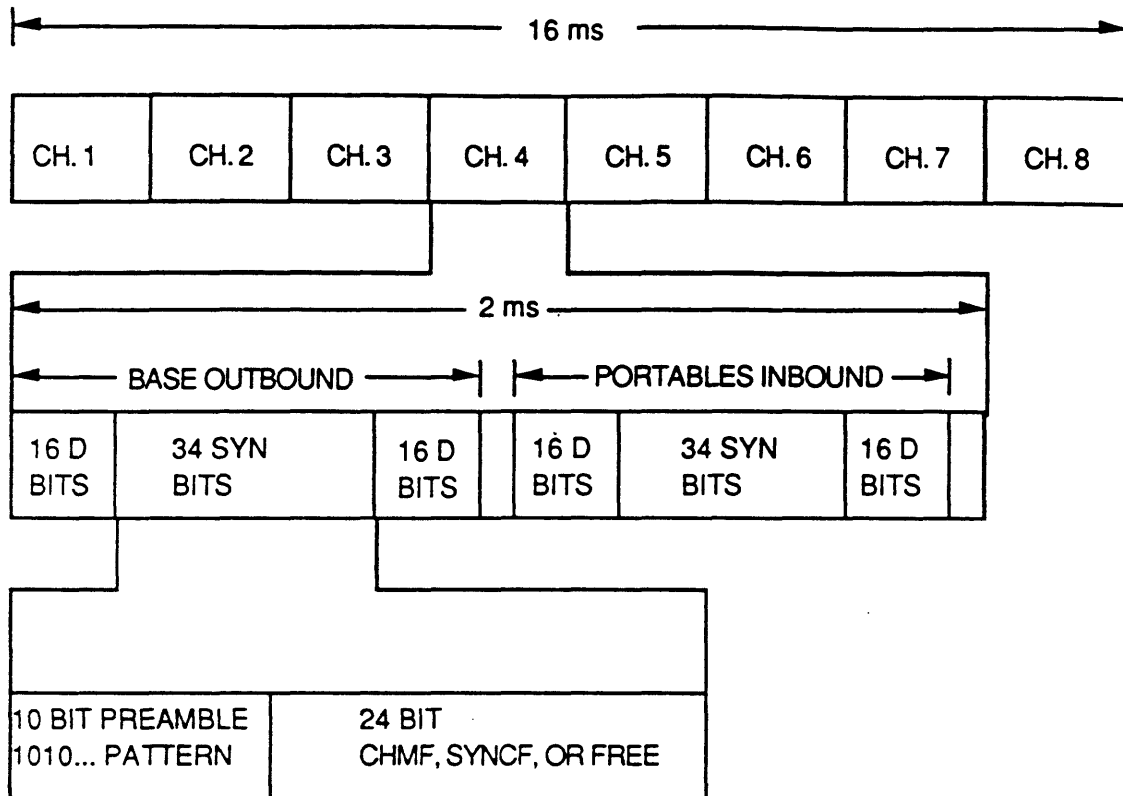 16 ms
CH. 1 CH. 2 CH. 3 CH. 4 CH. 5 CH. 6 CH. 7 CH. 8
2 ms
BASE OUTBOUND PORTABLES INBOUND
16 D 34 SYN 16 D 16 D 34 SYN 16 D
BITS BITS BITS BITS BITS BITS
10 BIT PREAMBLE 24 BIT
1010... PATTERN CHMF, SYNCF, OR FREE